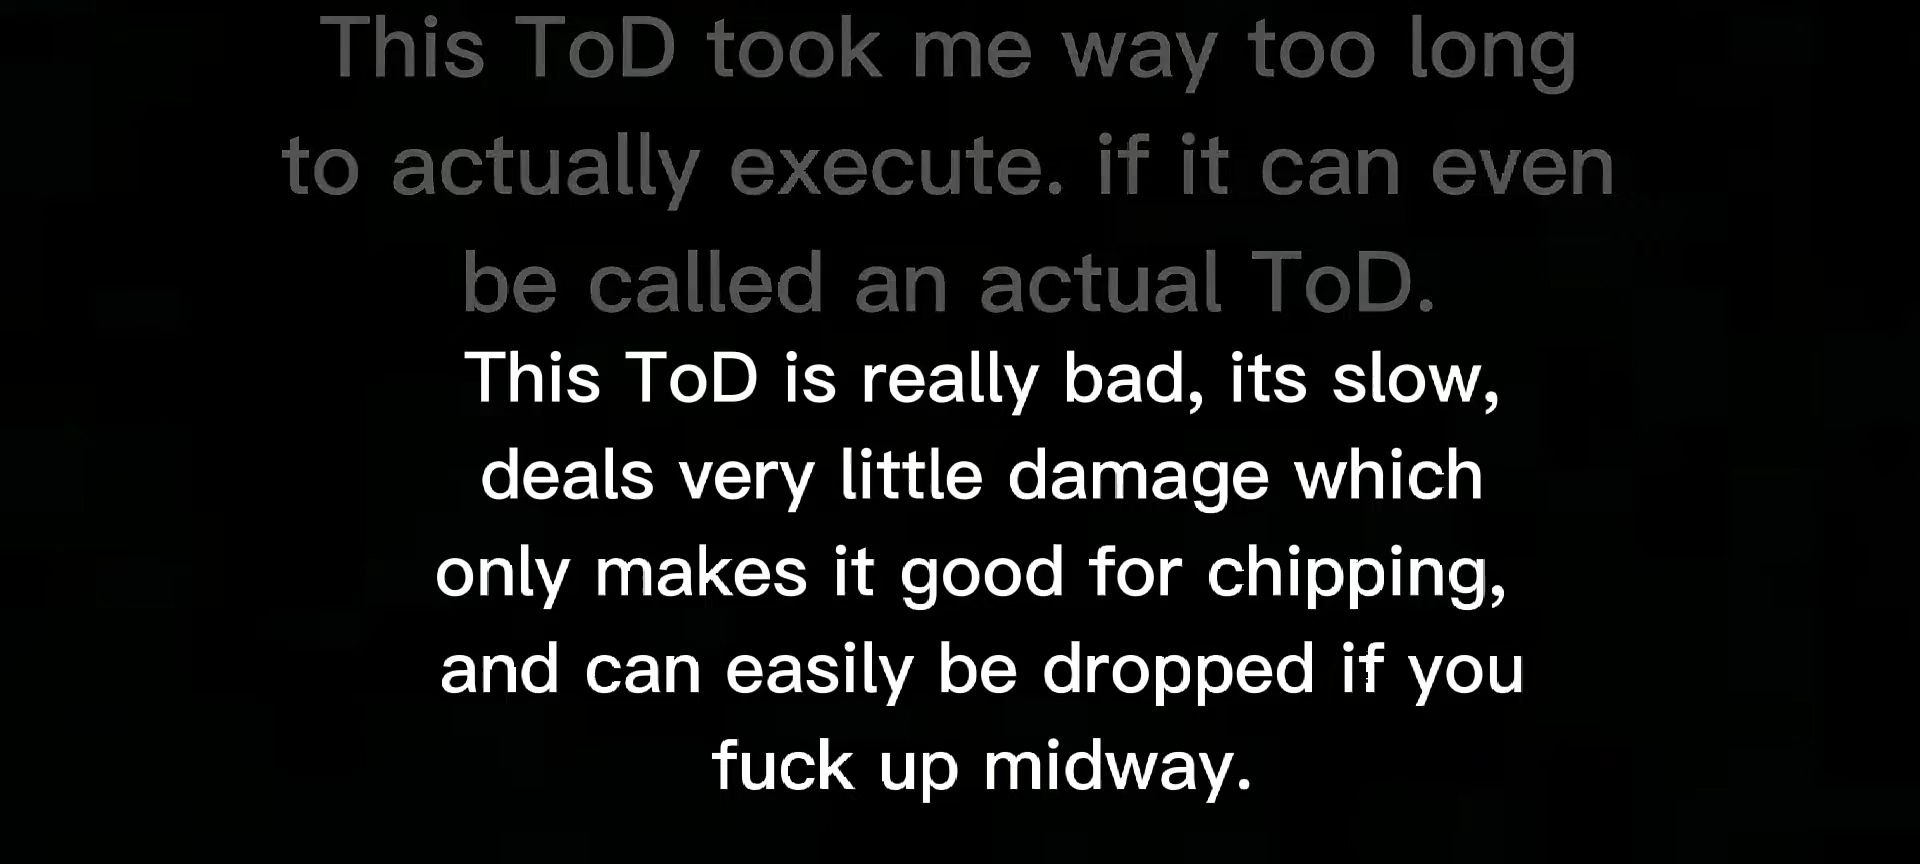 This ToD took me way too long
to actually execute. if it can even
be called an actual ToD.
This ToD is really bad, its slow,
deals very little damage which
only makes it good for chipping,
and can easily be dropped if you
fuck up midway.